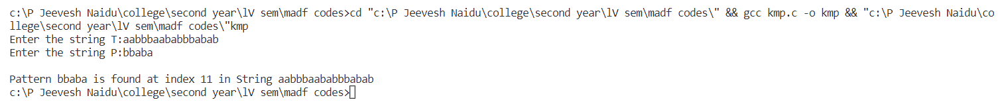 c:\P Jeevesh Naidu\college\second year\lV sem\madf codes>cd "c:\P Jeevesh Naidu\college\second year\lV sem\madf codes\" && gcc kmp.c -o kmp && "c:\P Jeevesh Naidu\co
llege\second year\lV sem\madf codes\"kmp
Enter the string T:aabbbaababbbabab
Enter the string P:bbaba
Pattern bbaba is found at index 11 in String aabbbaababbbabab
c:\P Jeevesh Naidu\college\second year\lV sem\madf codes>